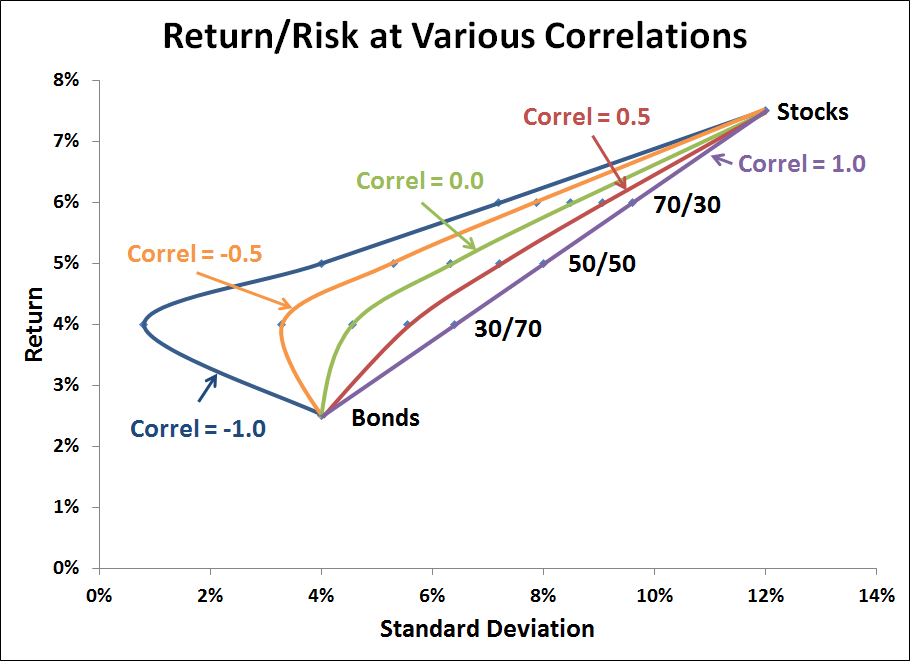 Return/Risk at Various Correlations
8%
7%
6%
5%
4%
3%
2%
1%
0%
Return
Stocks
Correl = 0.5
Correl = 1.0
Correl = 0.0
70/30
Correl = -0.5
50/50
30/70
Bonds
Correl = -1.0
0% 2% 4% 6% 8% 10% 12% 14%
Standard Deviation